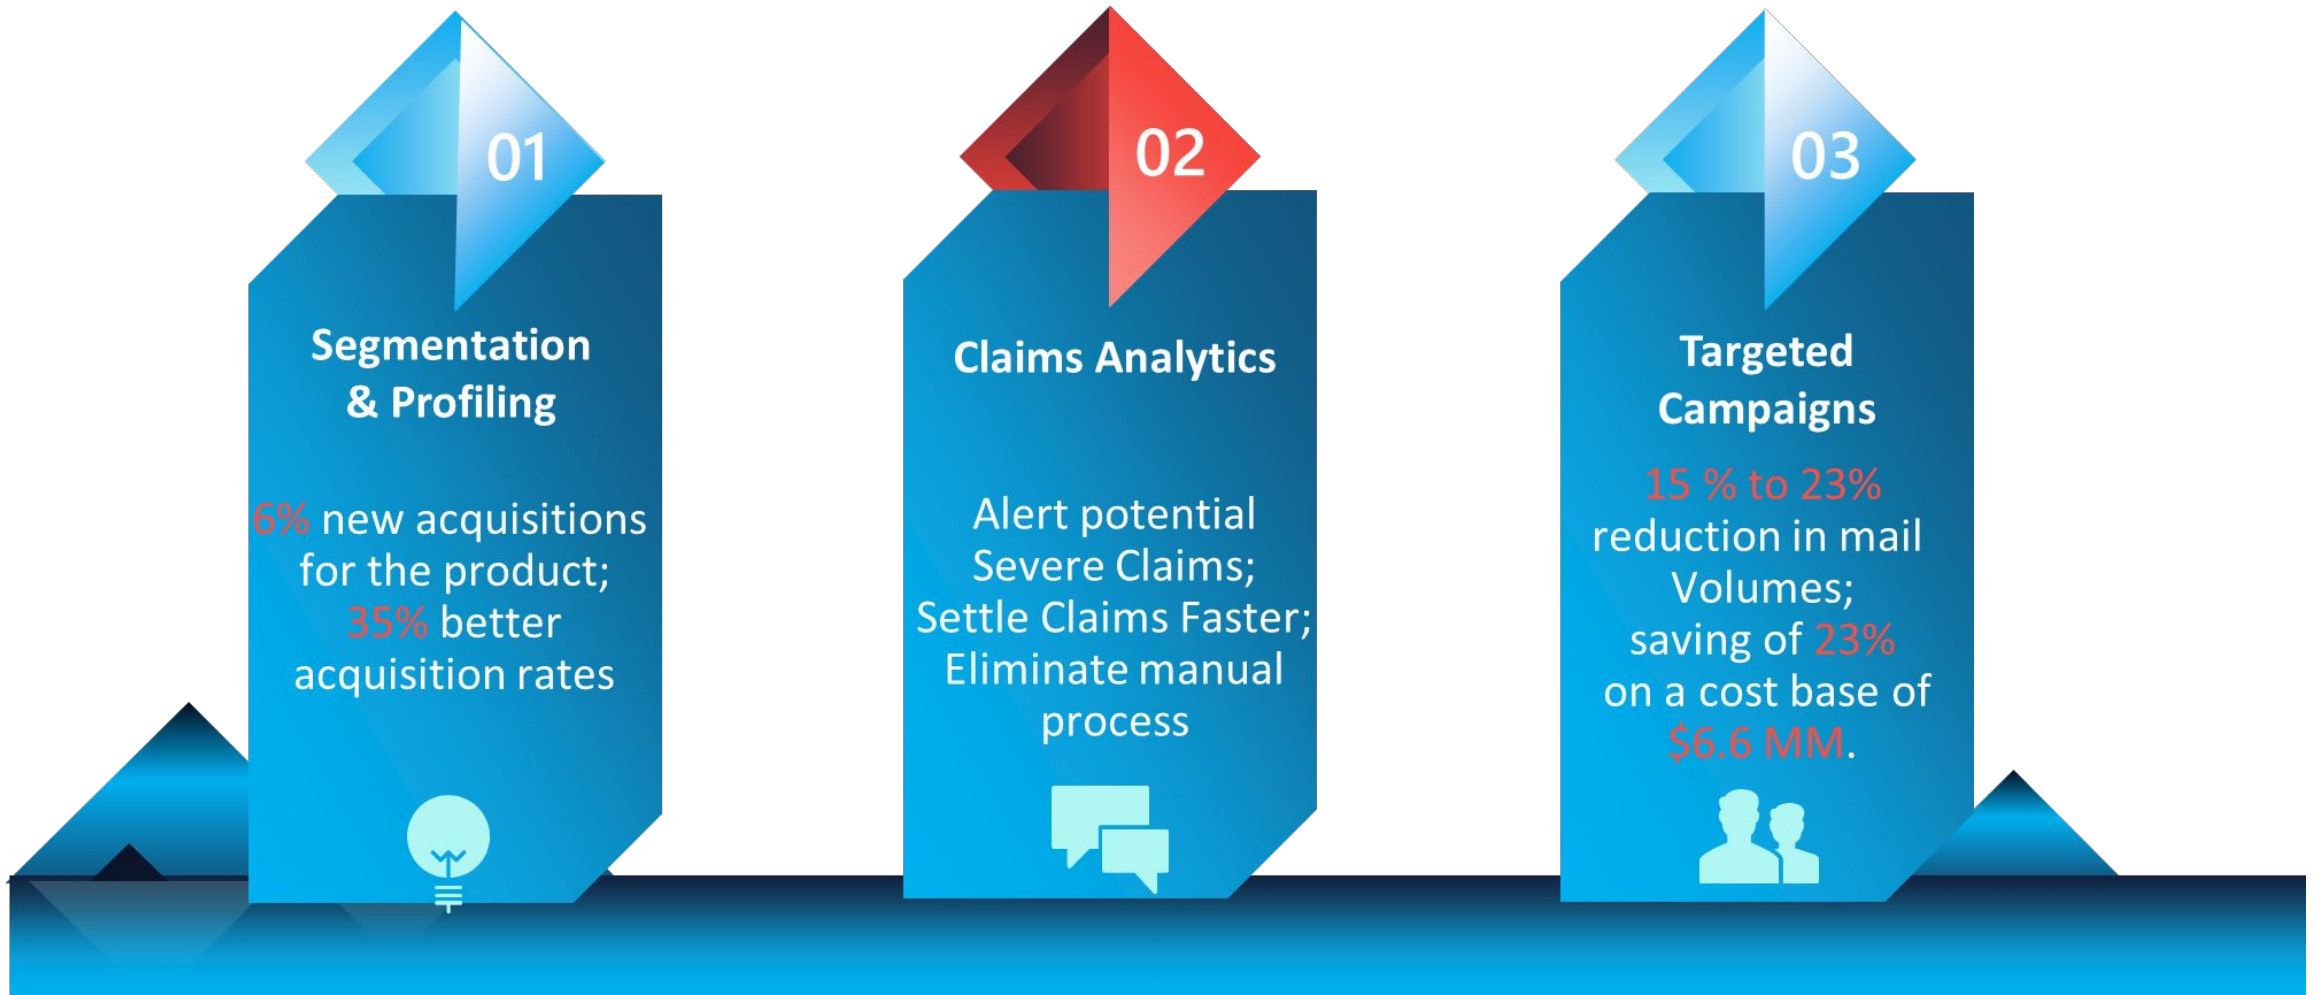 01
Segmentation
& Profiling
6% new acquisitions
for the product;
35% better
acquisition rates
02
Claims Analytics
Alert potential
Severe Claims;
Settle Claims Faster;
Eliminate manual
process
03
Targeted
Campaigns
15 % to 23%
reduction in mail
Volumes;
saving of 23%
on a cost base of
$6.6 MM.